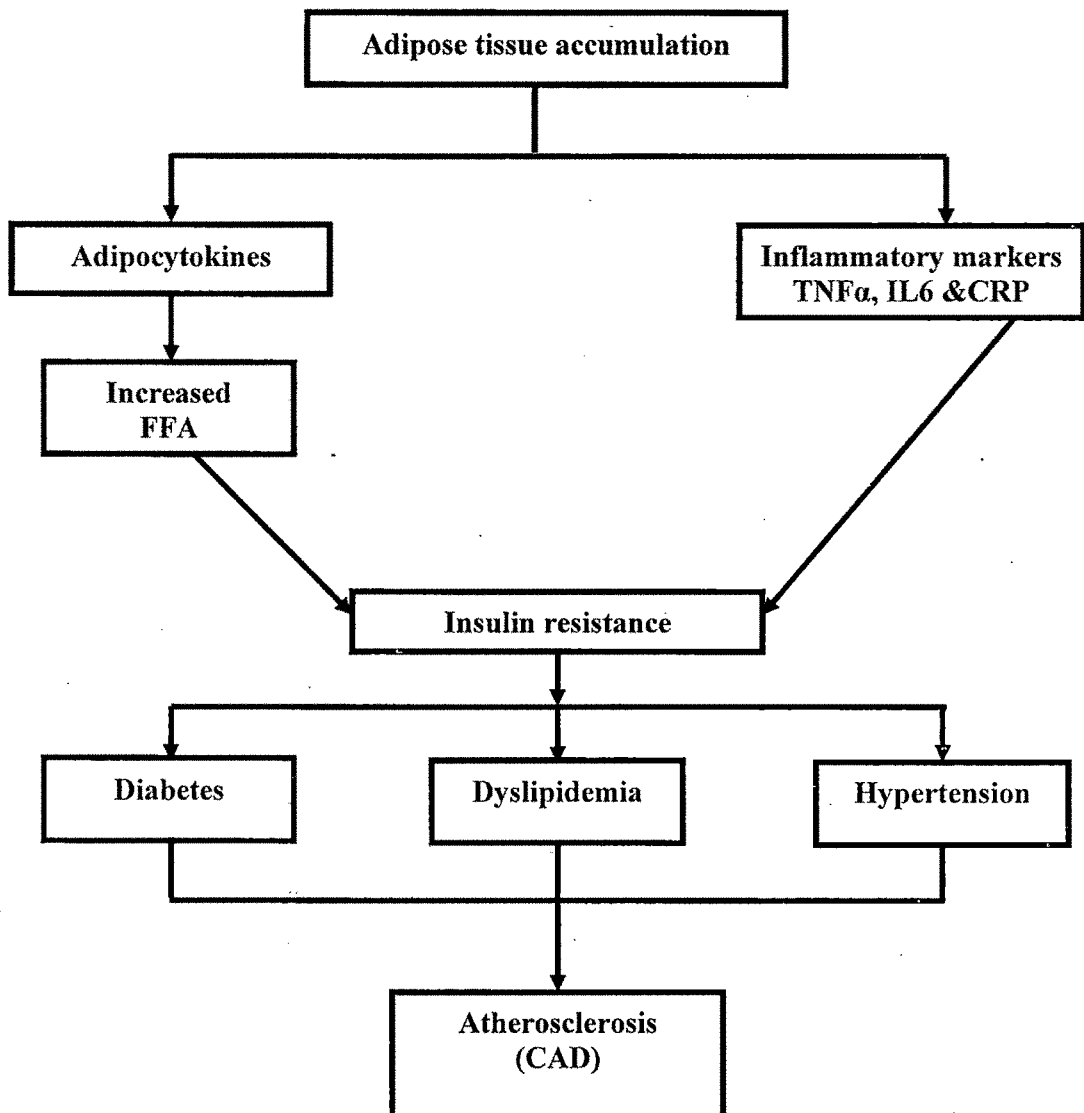 Adipose tissue accumulation
Adipocytokines
Inflammatory markers
TNFα, IL6 &CRP
Increased
FFA
Insulin resistance
Diabetes
Dyslipidemia
Hypertension
Atherosclerosis
(CAD)